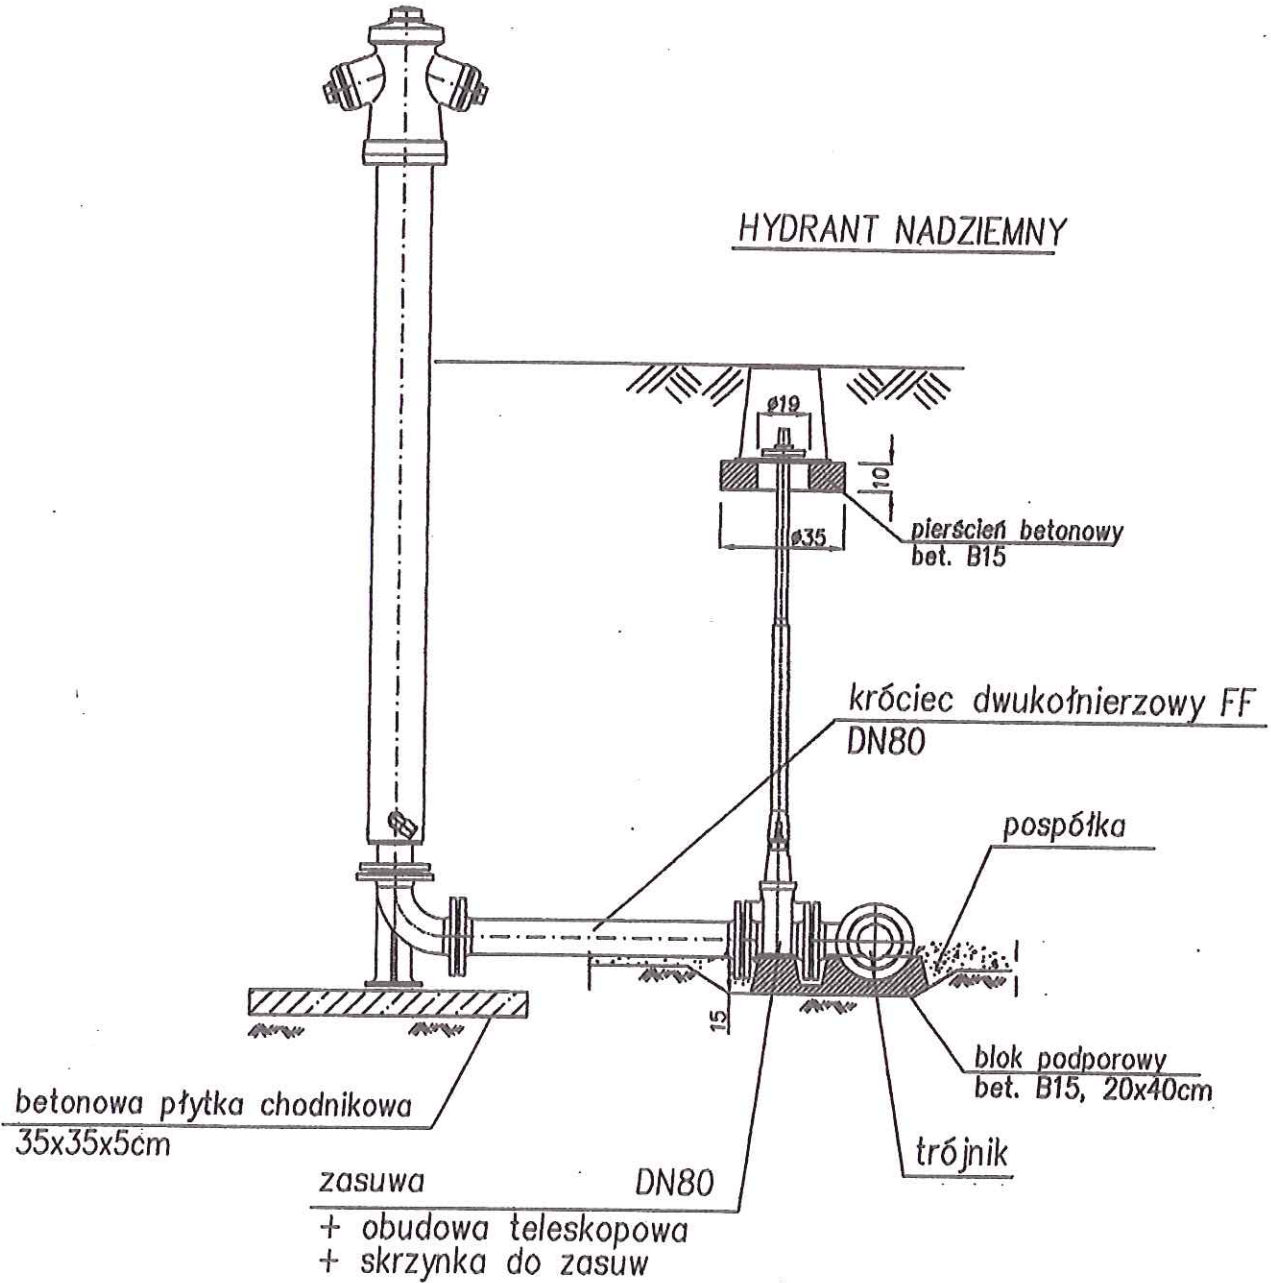 HYDRANT NADZIEMNY
ø19
10
ø35
pierścień betonowy
bet. B15
króciec dwukołnierzowy FF
DN80
pospółka
15
blok podporowy
bet. B15, 20x40cm
betonowa płytka chodnikowa
35x35x5cm
trójnik
zasuwa DN80
+ obudowa teleskopowa
+ skrzynka do zasuw